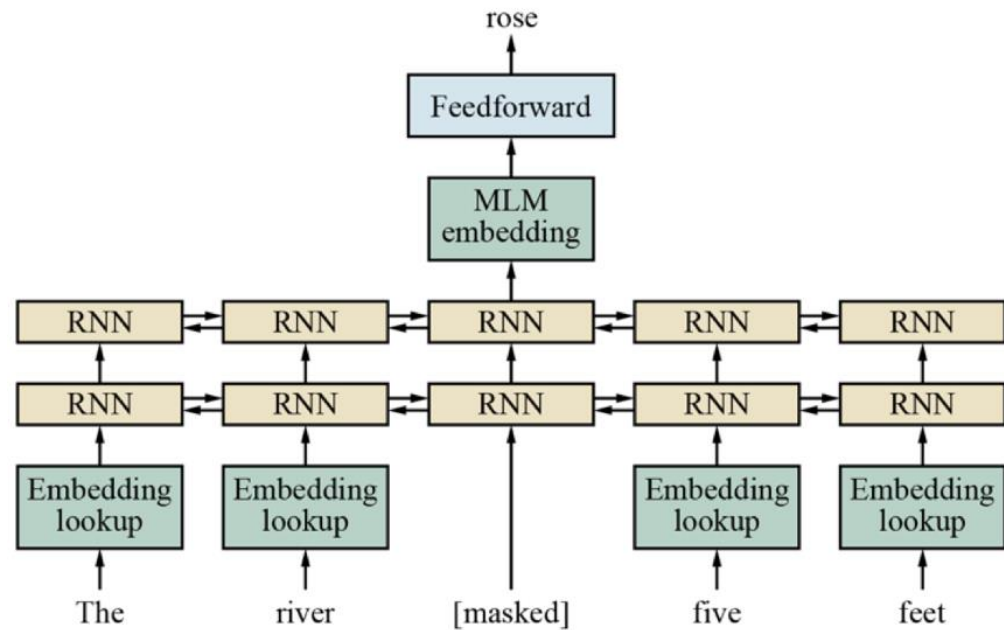 rose
Feedforward
MLM
embedding
RNN RNN RNN RNN RNN
RNN RNN RNN RNN RNN
Embedding lookup Embedding lookup Embedding lookup Embedding lookup
The river [masked] five feet